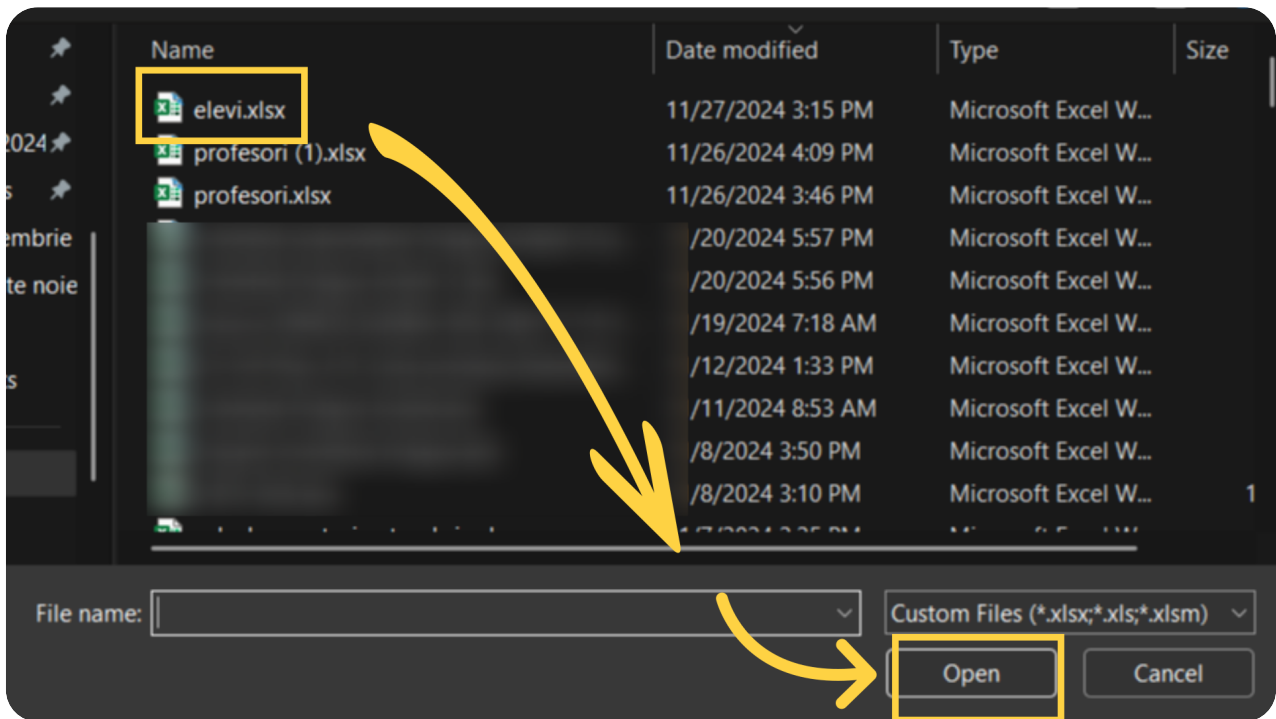 Name Date modified Type Size
elevi.xlsx 11/27/2024 3:15 PM Microsoft Excel W...
2024 profesori (1).xlsx 11/26/2024 4:09 PM Microsoft Excel W...
s profesori.xlsx 11/26/2024 3:46 PM Microsoft Excel W...
embrie /20/2024 5:57 PM Microsoft Excel W...
te noie /20/2024 5:56 PM Microsoft Excel W...
/19/2024 7:18 AM Microsoft Excel W...
s /12/2024 1:33 PM Microsoft Excel W...
/11/2024 8:53 AM Microsoft Excel W...
/8/2024 3:50 PM Microsoft Excel W...
/8/2024 3:10 PM Microsoft Excel W... 1
File name: Custom Files (*.xlsx;*.xls;*.xlsm)
Open Cancel